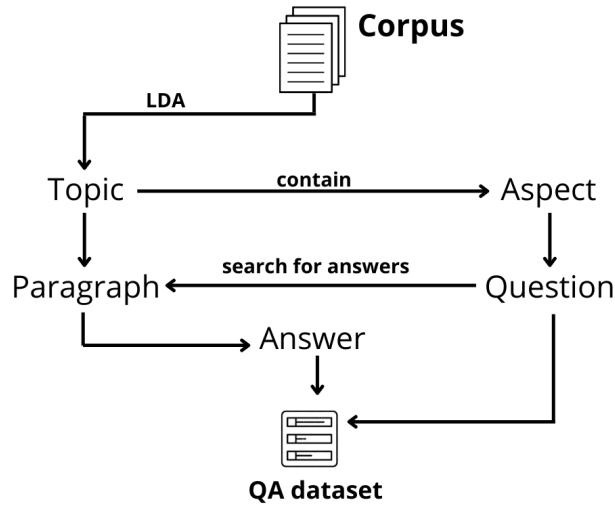 Corpus
LDA
Topic
contain
Aspect
Paragraph
search for answers
Question
Answer
QA dataset